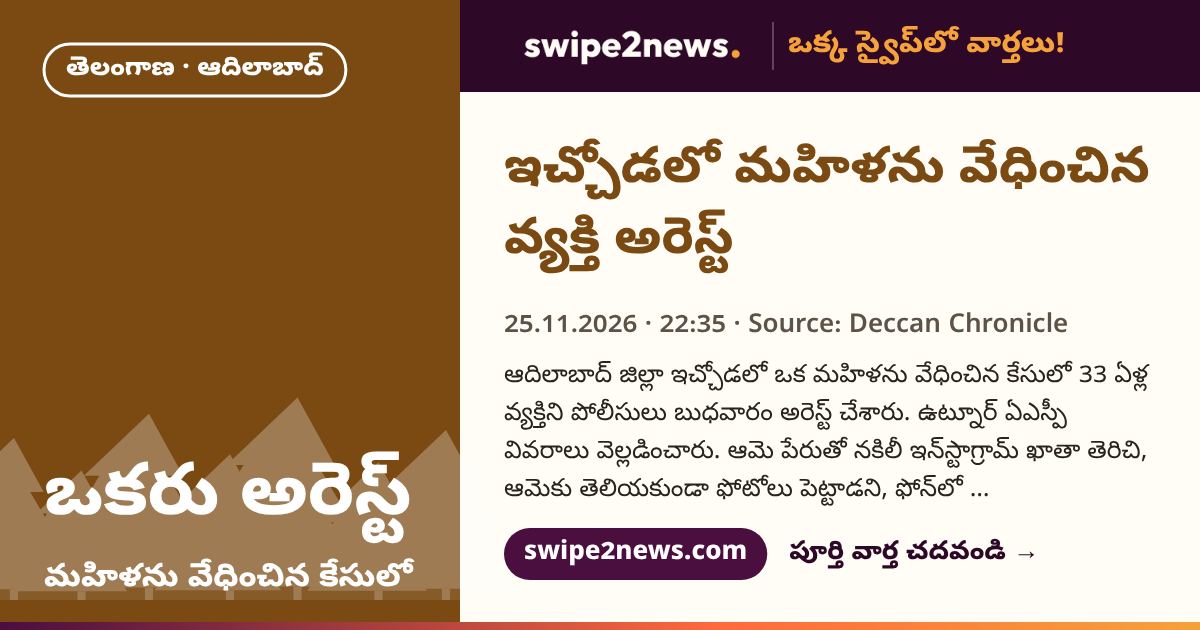 తెలంగాణ · ఆదిలాబాద్
ఒకరు అరెస్ట్
మహిళను వేధించిన కేసులో
swipe2news.
ఒక్క స్వైప్‌లో వార్తలు!
ఇచ్చోడలో మహిళను వేధించిన
వ్యక్తి అరెస్ట్
25.11.2026 · 22:35 · Source: Deccan Chronicle
ఆదిలాబాద్ జిల్లా ఇచ్చోడలో ఒక మహిళను వేధించిన కేసులో 33 ఏళ్ల
వ్యక్తిని పోలీసులు బుధవారం అరెస్ట్ చేశారు. ఉట్నూర్ ఏఎస్పీ
వివరాలు వెల్లడించారు. ఆమె పేరుతో నకిలీ ఇన్‌స్టాగ్రామ్ ఖాతా తెరిచి,
ఆమెకు తెలియకుండా ఫోటోలు పెట్టాడని, ఫోన్‌లో ...
swipe2news.com
పూర్తి వార్త చదవండి →